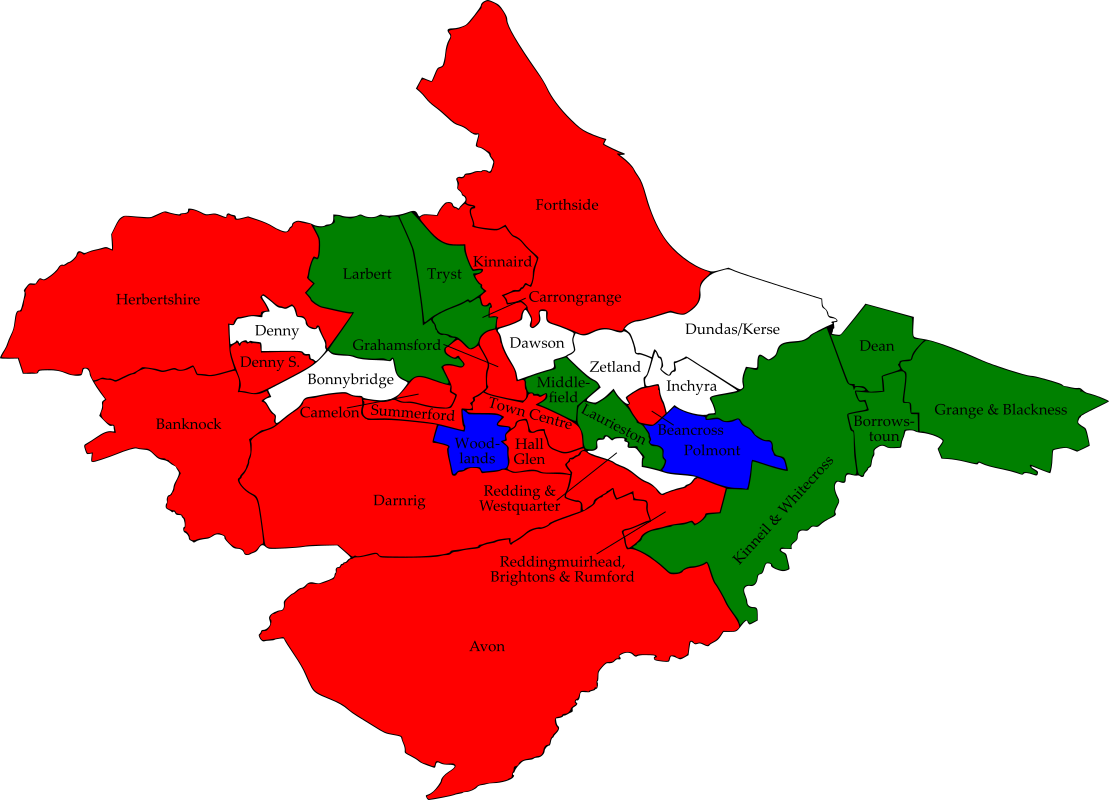 Forthside
Kinnaird
Larbert
Tryst
Herbertshire
Carrongrange
Denny
Dundas/Kerse
Grahamsford
Dawson
Dean
Denny S.
Zetland
Bonnybridge
Middle-
field
Inchyra
Camelon
Summerford
Town Centre
Laurieston
Grange & Blackness
Banknock
Borrows-
toun
Beancross
Wood-
lands
Hall
Glen
Polmont
Redding &
Westquarter
Darnrig
Kinneil & Whitecross
Reddingmuirhead,
Brightons & Rumford
Avon